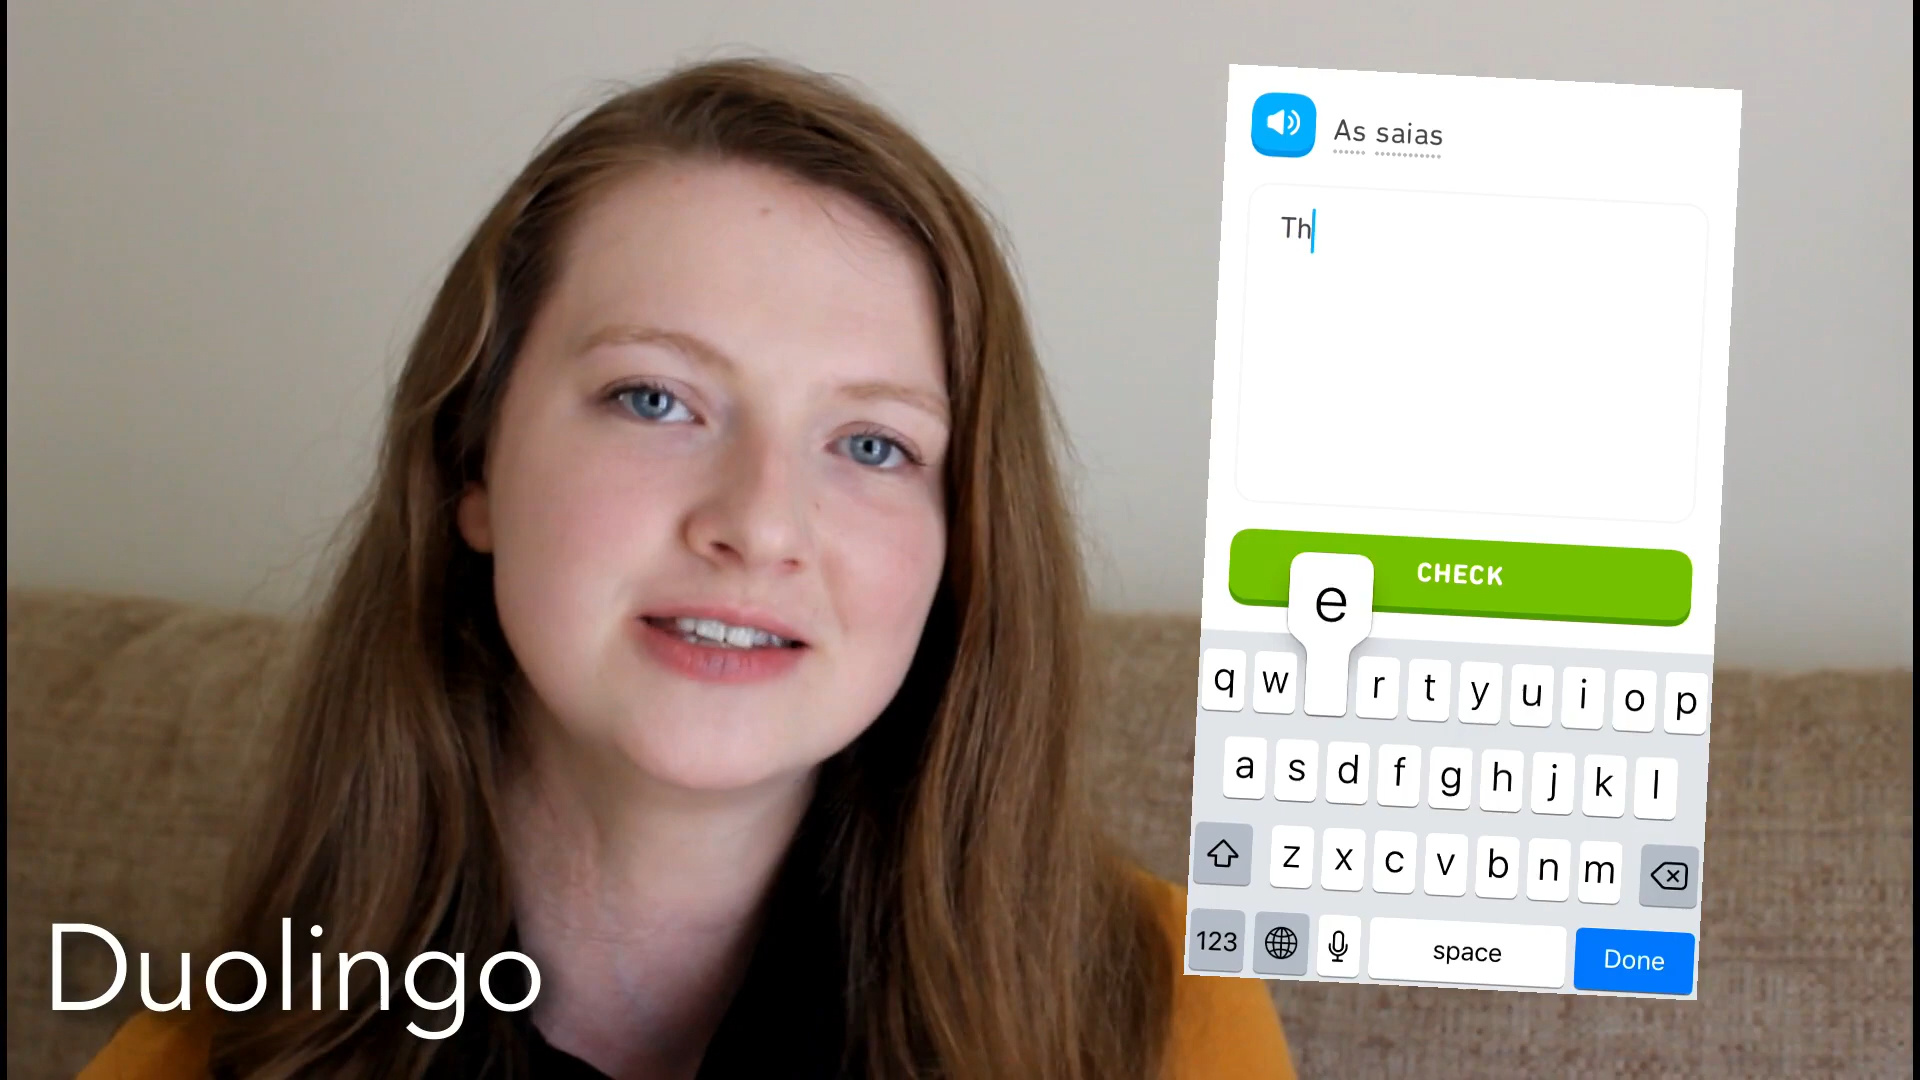 As saias
Th
CHECK
e
q w r t y u i o p
a s d f g h j k l
z x c v b n m
123 space Done
Duolingo